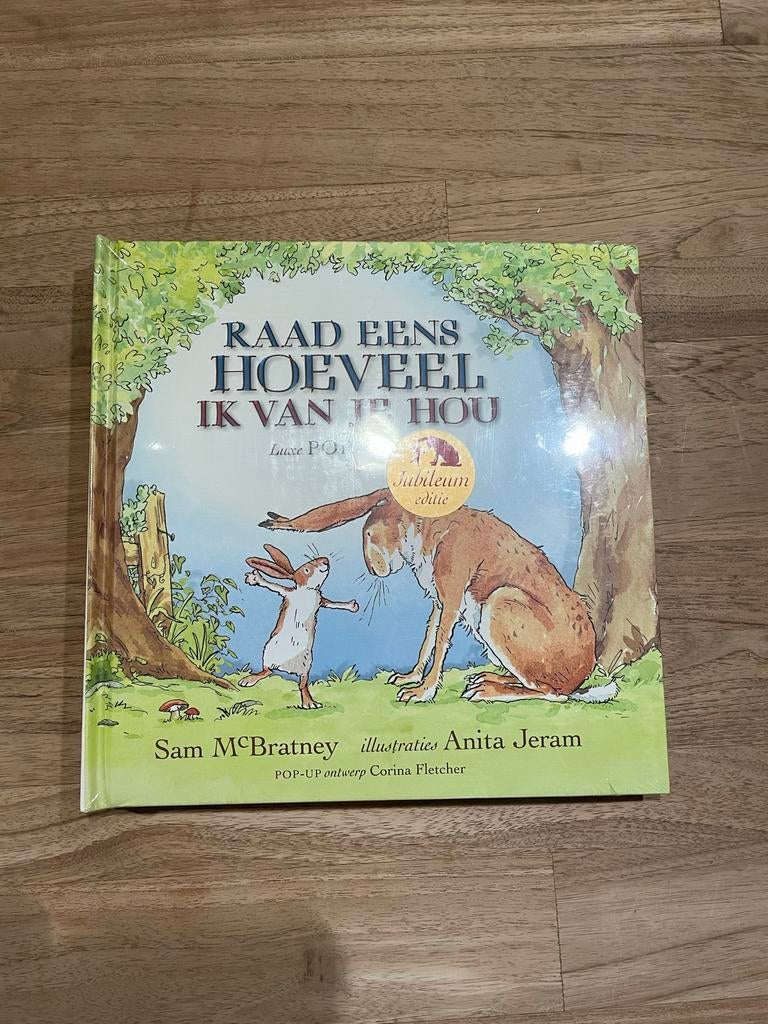 RAAD EENS
HOEVEEL
IK VAN JE HOU
Luxe
Jubileum
editie
Sam McBratney illustraties Anita Jeram
POP-UP ontwerp Corina Fletcher